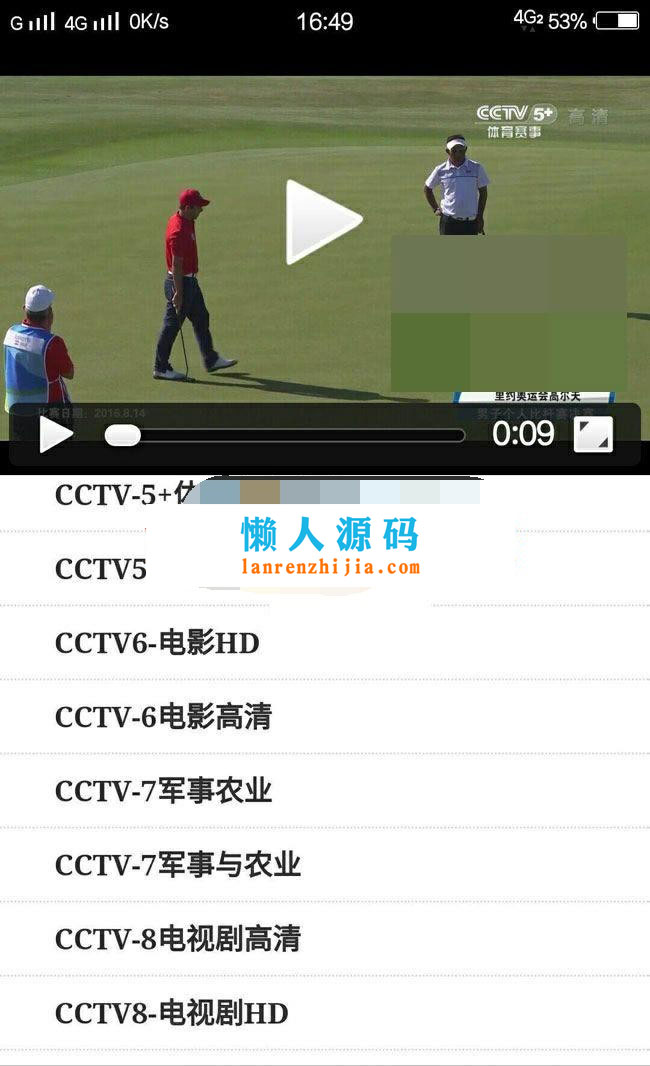 G 4G 0K/s 16:49 4G2 53%
CCTV 5+ 高清
体育赛事
里约奥运会高尔夫
比赛日期：2016.8.14
男子个人比杆赛决赛
0:09
CCTV-5+体
懒人源码
lanrenzhijia.com
CCTV5
CCTV6-电影HD
CCTV-6电影高清
CCTV-7军事农业
CCTV-7军事与农业
CCTV-8电视剧高清
CCTV8-电视剧HD